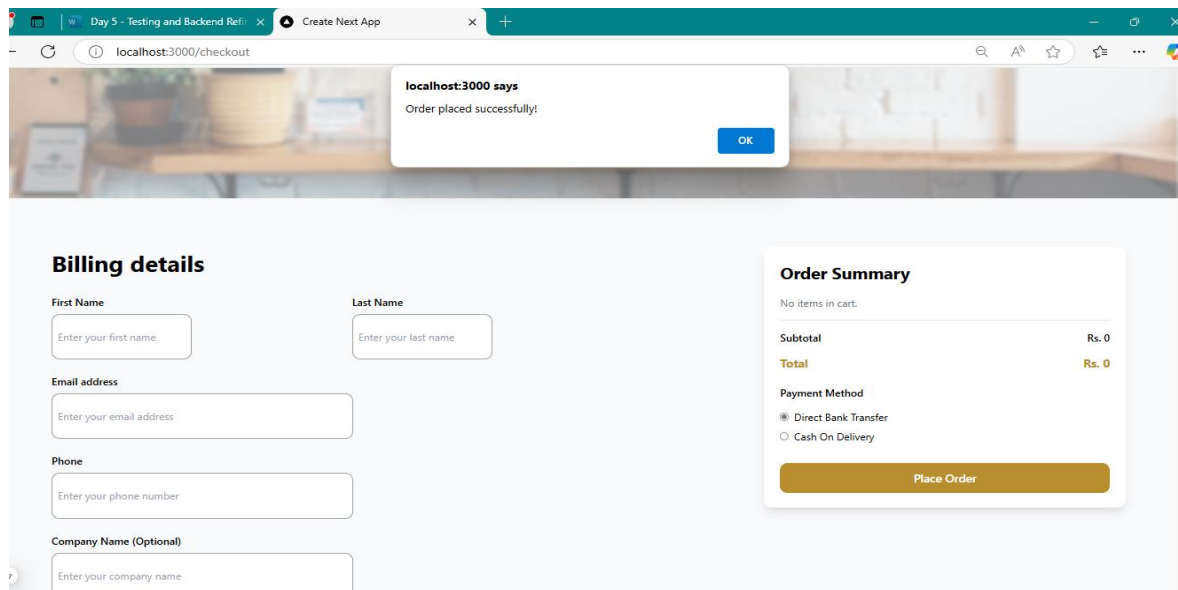 Day 5 - Testing and Backend Refin
Create Next App
localhost:3000/checkout
localhost:3000 says
Order placed successfully!
OK
Billing details
First Name
Last Name
Enter your first name
Enter your last name
Email address
Enter your email address
Phone
Enter your phone number
Company Name (Optional)
Enter your company name
Order Summary
No items in cart.
Subtotal
Rs. 0
Total
Rs. 0
Payment Method
Direct Bank Transfer
Cash On Delivery
Place Order